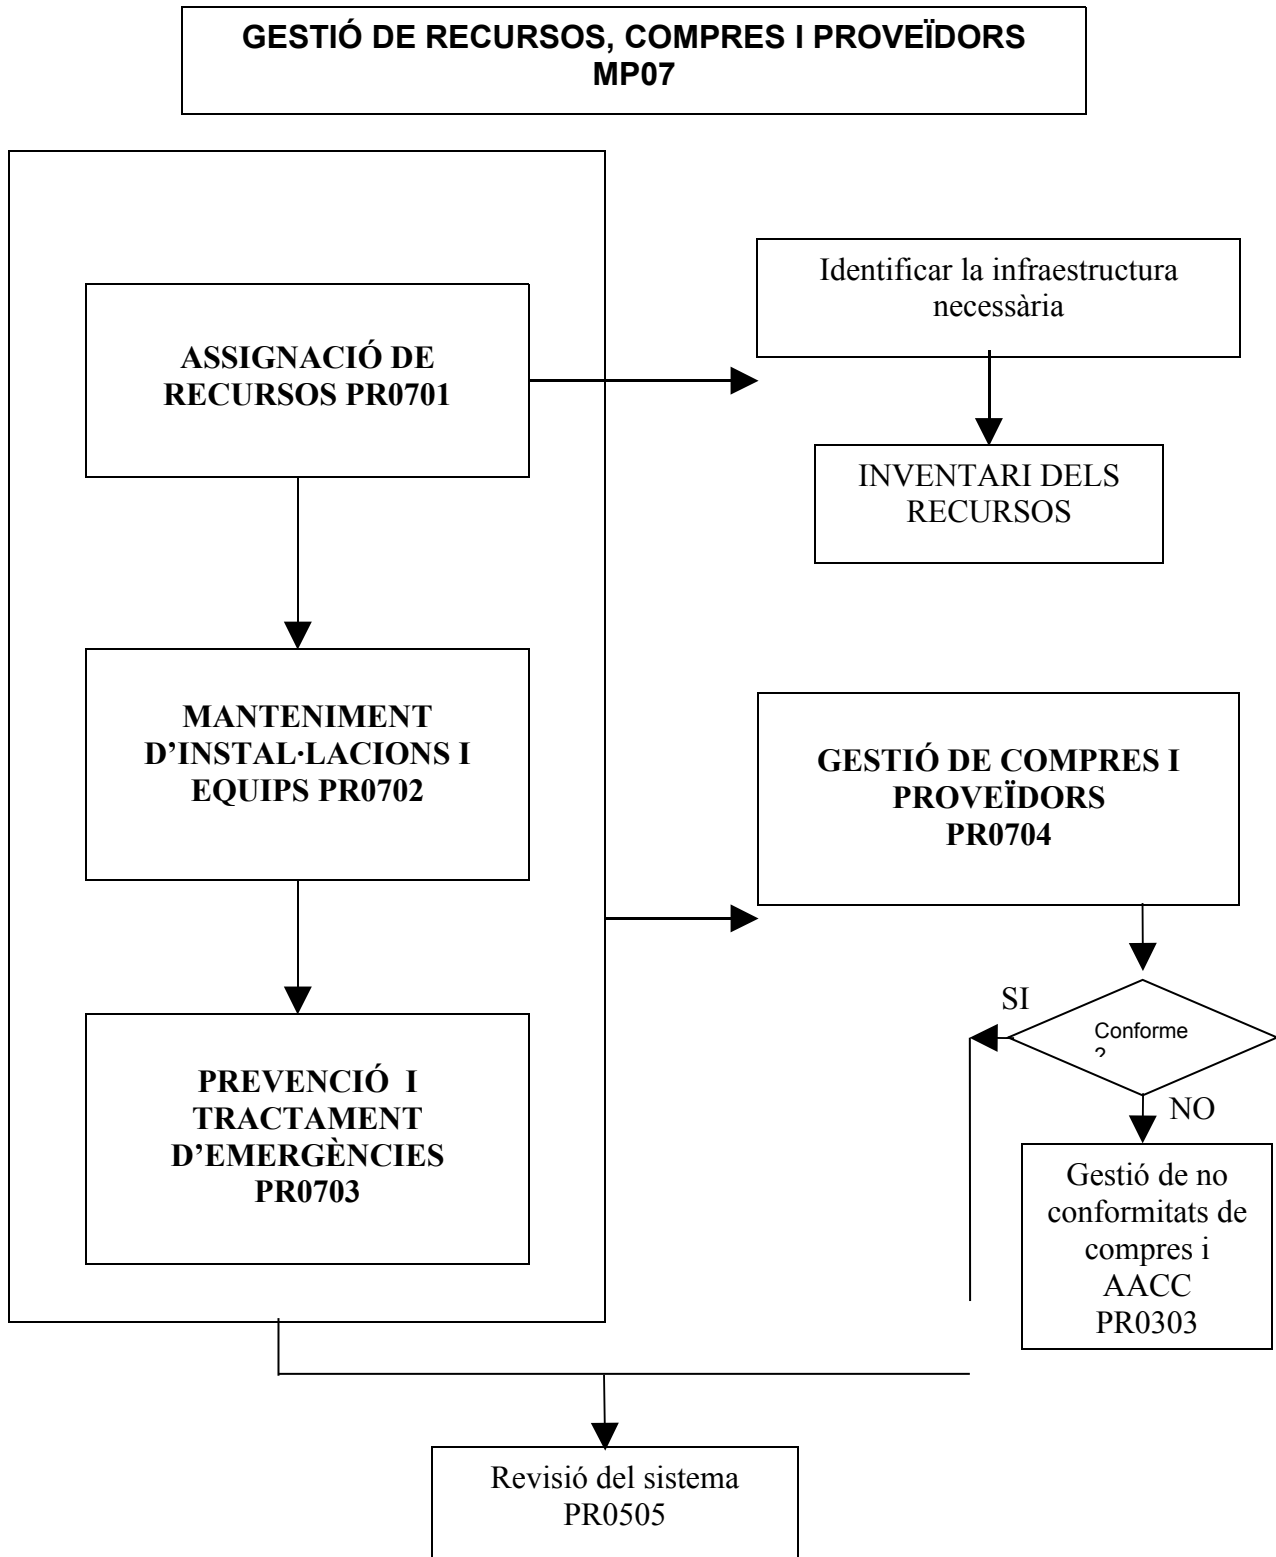 GESTIÓ DE RECURSOS, COMPRES I PROVEÏDORS
MP07
Identificar la infraestructura
necessària
ASSIGNACIÓ DE
RECURSOS PR0701
INVENTARI DELS
RECURSOS
MANTENIMENT
D’INSTAL·LACIONS I
EQUIPS PR0702
GESTIÓ DE COMPRES I
PROVEÏDORS
PR0704
SI
Conforme
?
NO
PREVENCIÓ I
TRACTAMENT
D’EMERGÈNCIES
PR0703
Gestió de no
conformitats de
compres i
AACC
PR0303
Revisió del sistema
PR0505